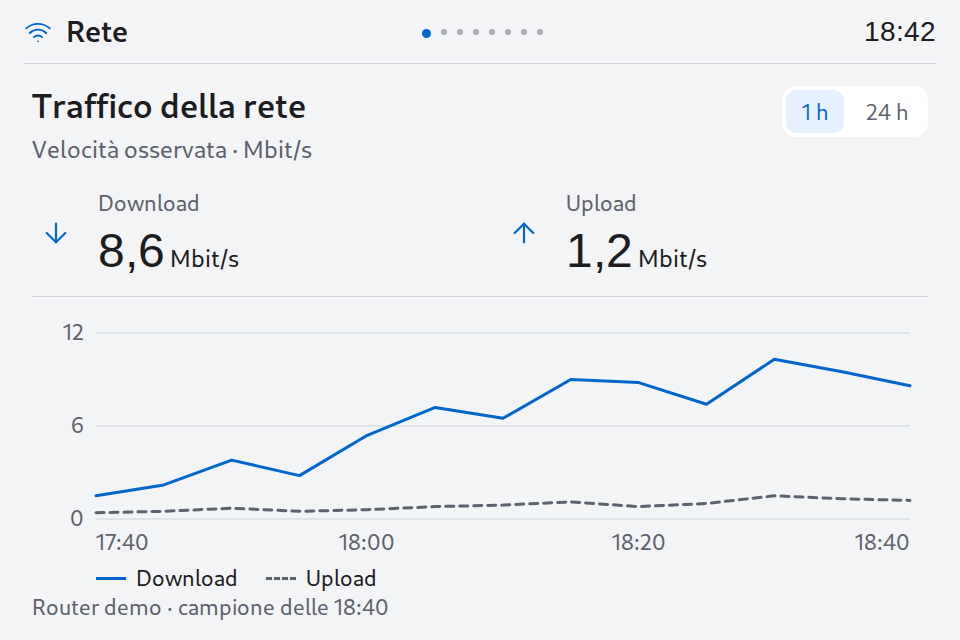 Rete
18:42
Traffico della rete
1 h
24 h
Velocità osservata · Mbit/s
Download
Upload
8,6 Mbit/s
1,2 Mbit/s
12
6
0
17:40
18:00
18:20
18:40
Download
Upload
Router demo · campione delle 18:40